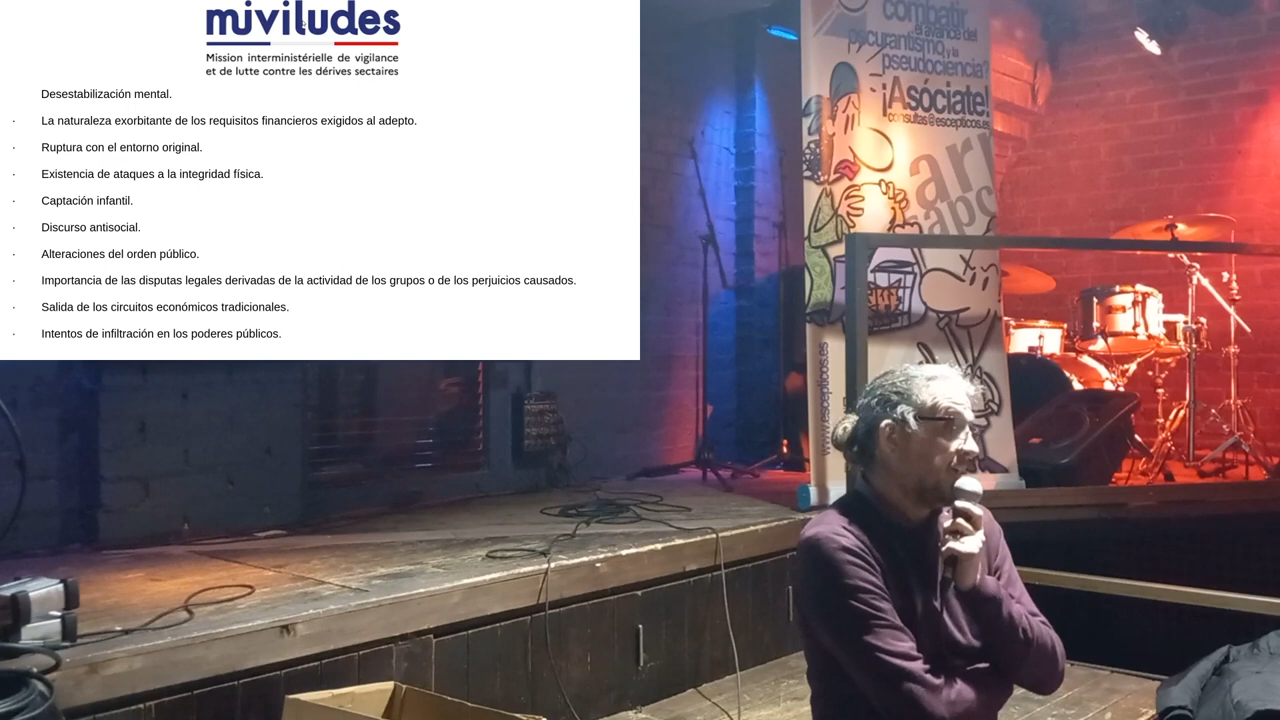 miviludes
Mission interministérielle de vigilance
et de lutte contre les dérives sectaires
Desestabilización mental.
· La naturaleza exorbitante de los requisitos financieros exigidos al adepto.
· Ruptura con el entorno original.
· Existencia de ataques a la integridad física.
· Captación infantil.
· Discurso antisocial.
· Alteraciones del orden público.
· Importancia de las disputas legales derivadas de la actividad de los grupos o de los perjuicios causados.
· Salida de los circuitos económicos tradicionales.
· Intentos de infiltración en los poderes públicos.
combatir
el avance del
y la
pseudociencia?
¡Asóciate!
consultas@escepticos.es
www.escepticos.es